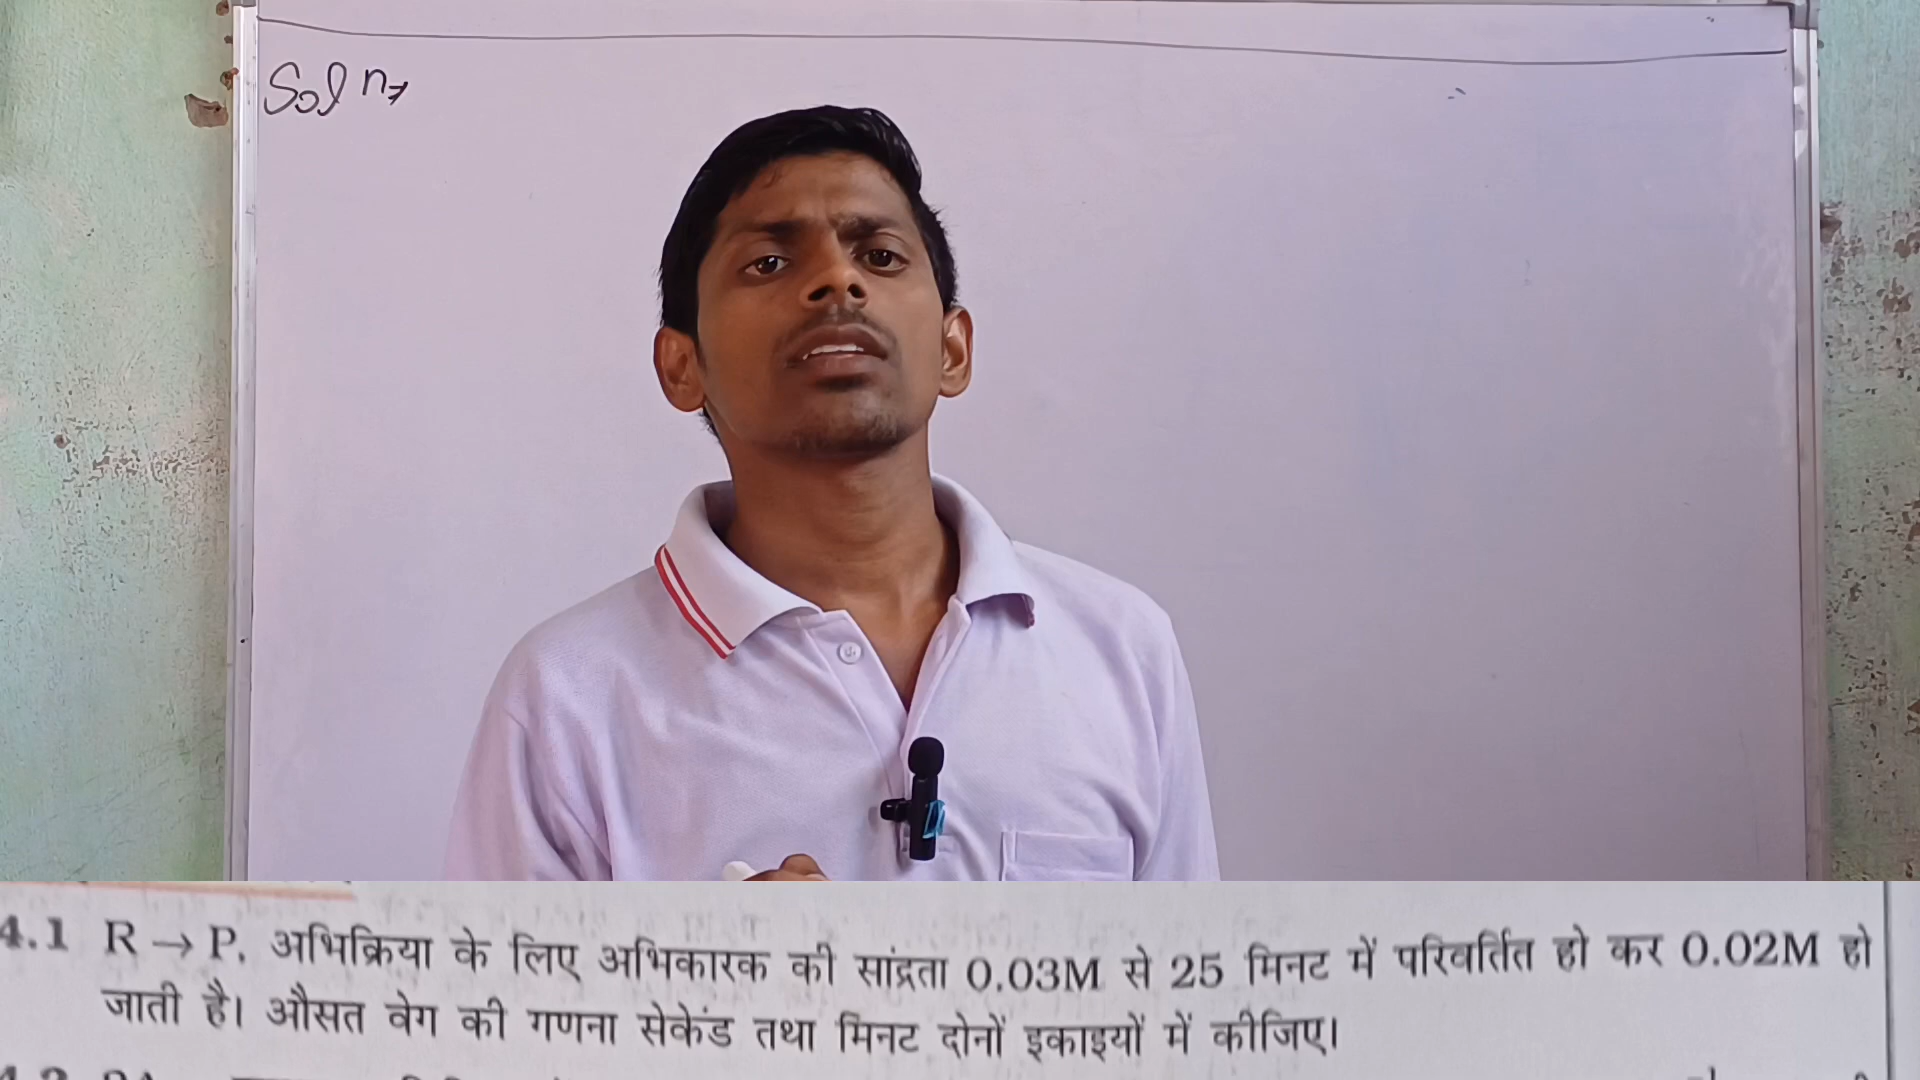 Soln
4.1 R → P, अभिक्रिया के लिए अभिकारक की सांद्रता 0.03M से 25 मिनट में परिवर्तित हो कर 0.02M हो
जाती है। औसत वेग की गणना सेकेंड तथा मिनट दोनों इकाइयों में कीजिए।